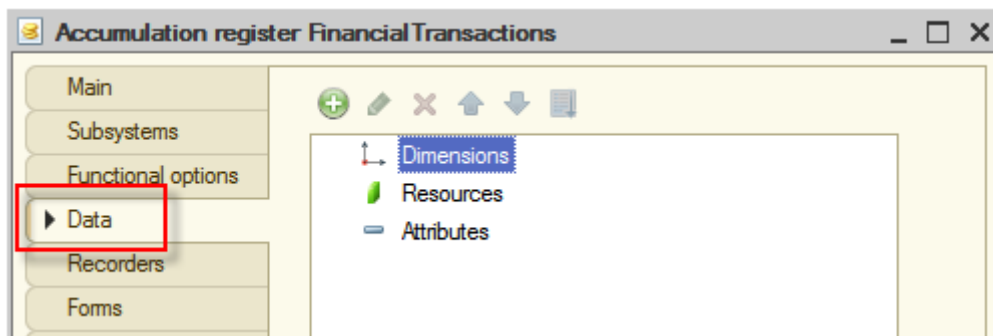 Accumulation register FinancialTransactions
Main
Subsystems
Functional options
Data
Recorders
Forms
Dimensions
Resources
Attributes